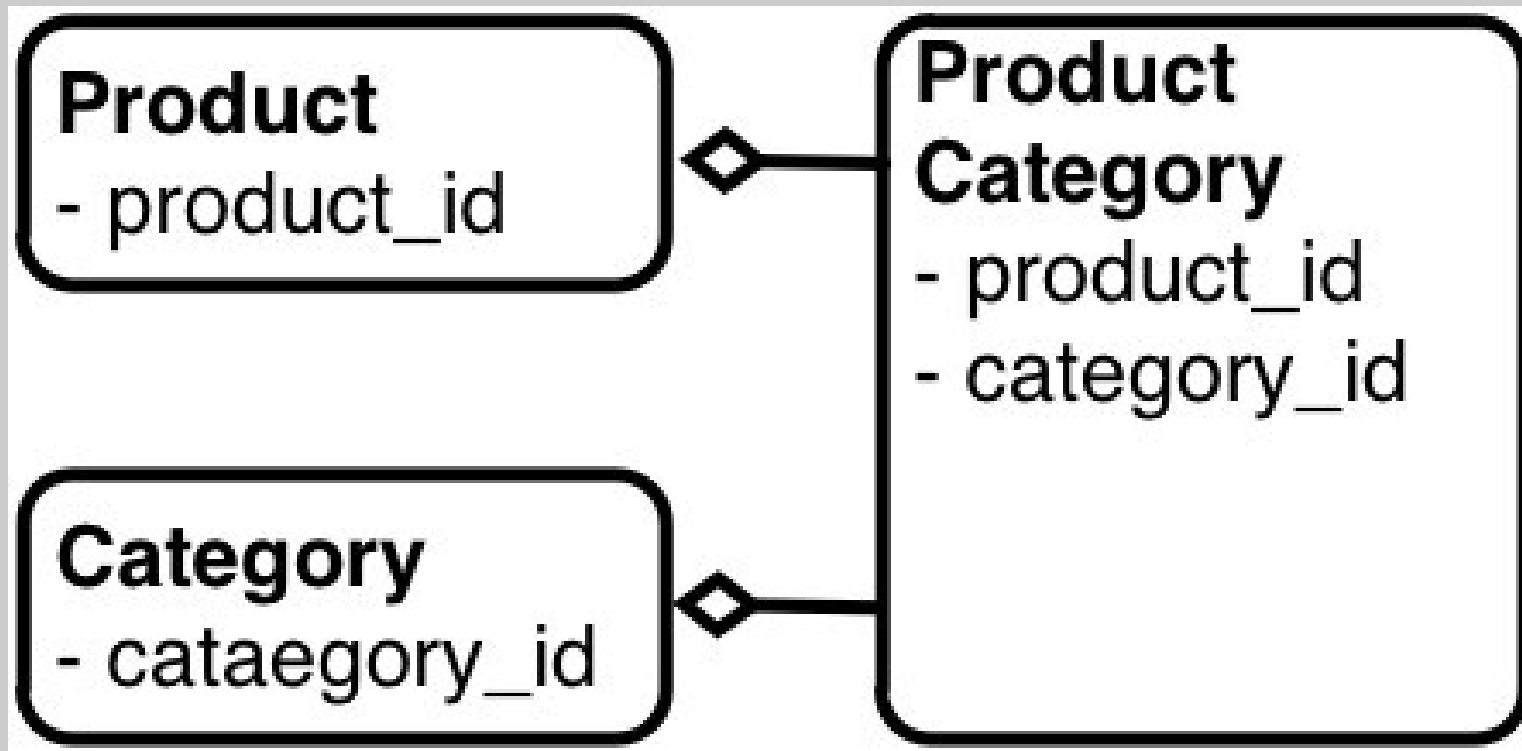 Product
- product_id
Product
Category
- product_id
- category_id
Category
- cataegory_id